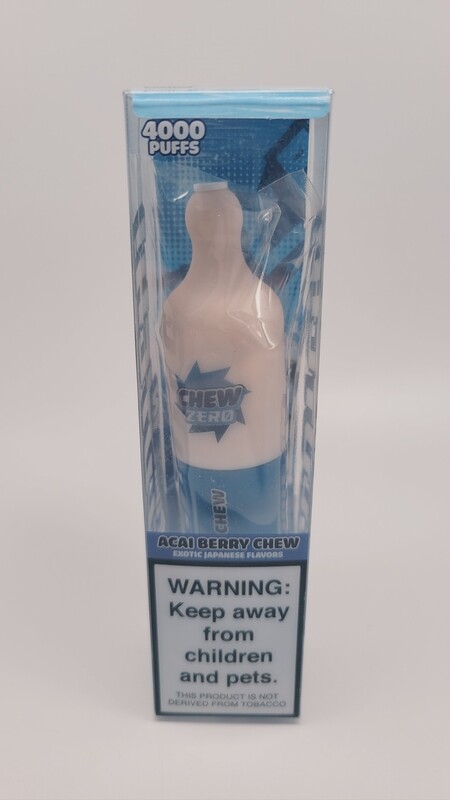 4000
PUFFS
CHEW
ZERO
CHEW
ACAI BERRY CHEW
EXOTIC JAPANESE FLAVORS
WARNING:
Keep away
from
children
and pets.
THIS PRODUCT IS NOT
DERIVED FROM TOBACCO